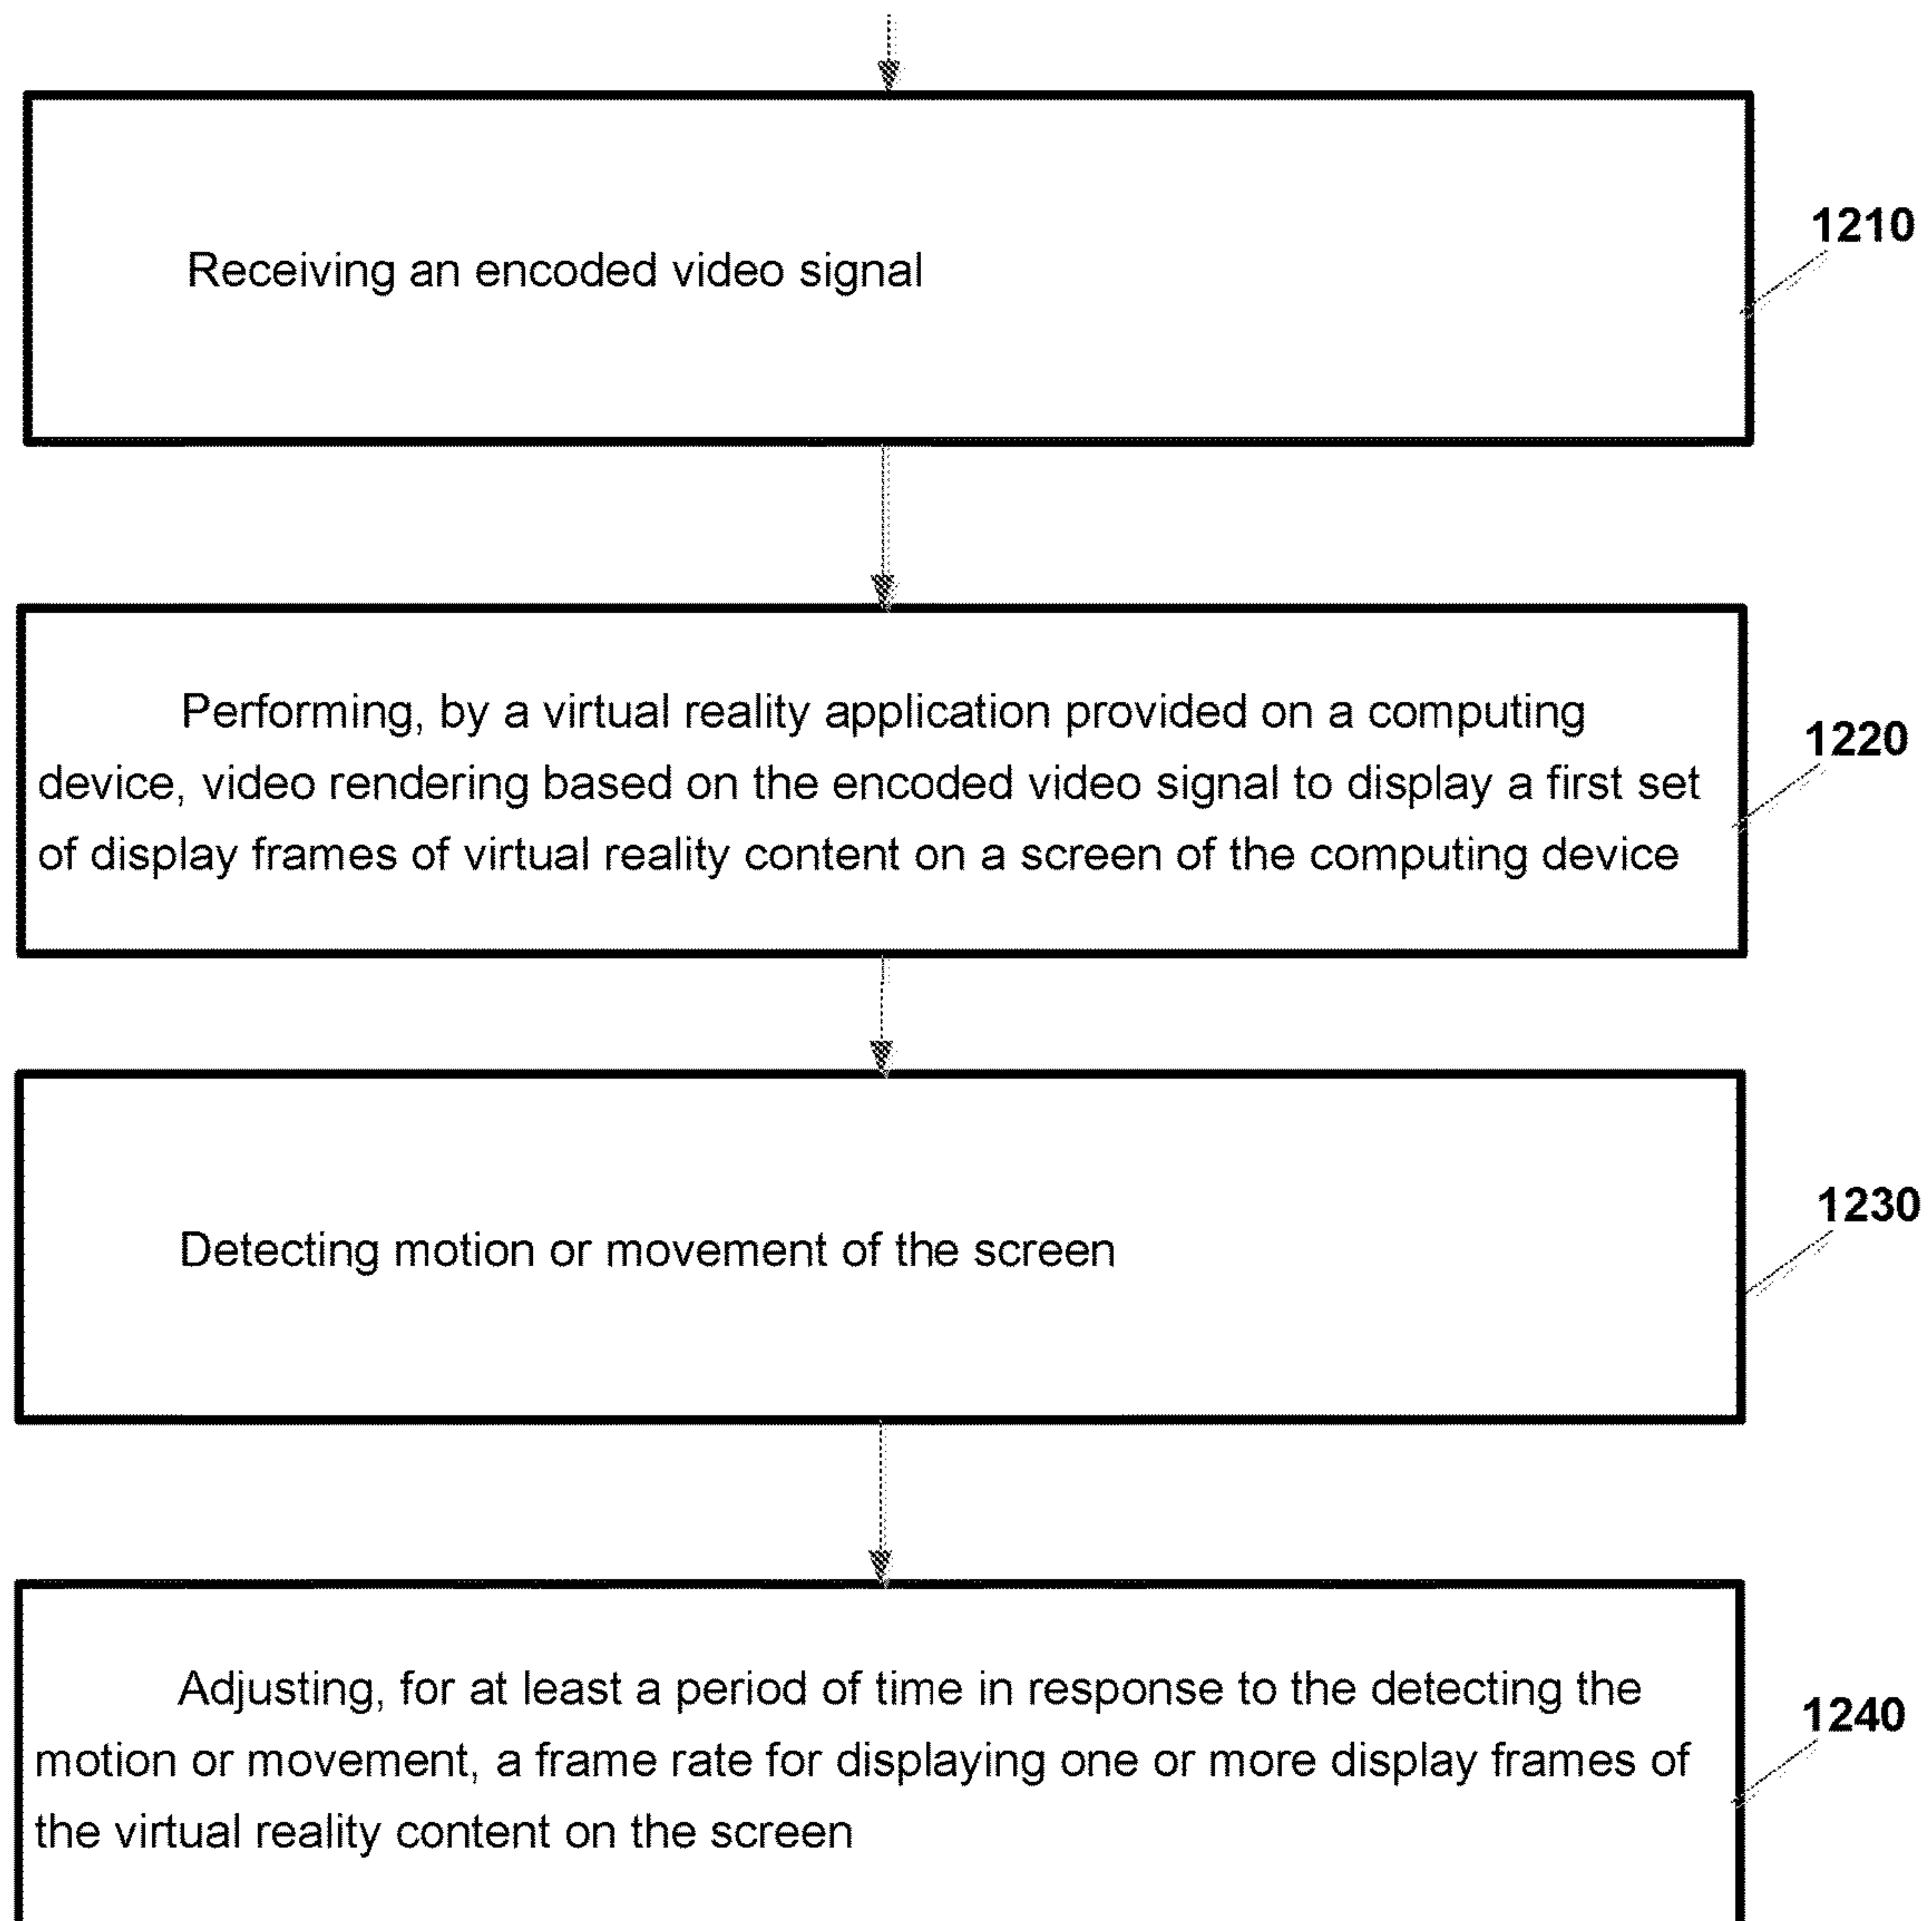 Receiving an encoded video signal
1210
Performing, by a virtual reality application provided on a computing
device, video rendering based on the encoded video signal to display a first set
of display frames of virtual reality content on a screen of the computing device
1220
Detecting motion or movement of the screen
1230
Adjusting, for at least a period of time in response to the detecting the
motion or movement, a frame rate for displaying one or more display frames of
the virtual reality content on the screen
1240